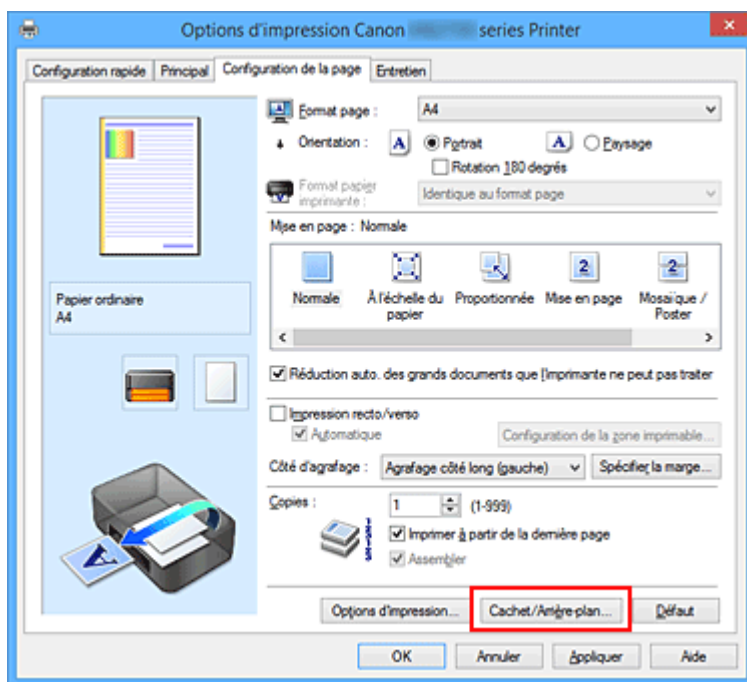 Options d'impression Canon series Printer
Configuration rapide Principal Configuration de la page Entretien
Format page : A4
Orientation : A Portrait A Paysage
Rotation 180 degrés
Format papier imprimante : Identique au format page
Mise en page : Normale
2 2
Normale À l'échelle du papier Proportionnée Mise en page Mosaïque / Poster
Papier ordinaire
A4
Réduction auto. des grands documents que l'imprimante ne peut pas traiter
Impression recto/verso
Automatique Configuration de la zone imprimable...
Côté d'agrafage : Agrafage côté long (gauche) Spécifier la marge...
Copies : 1 (1-999)
Imprimer à partir de la dernière page
Assembler
A
Options d'impression... Cachet/Arrière-plan... Défaut
OK Annuler Appliquer Aide